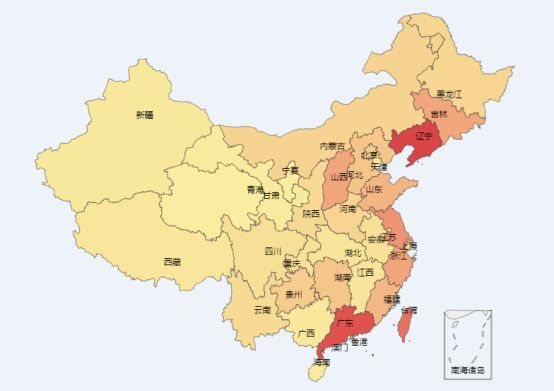 黑龙江
吉林
新疆
辽宁
内蒙古
北京
天津
宁夏
山西
河北
青海
甘肃
山东
陕西
河南
江苏
安徽
上海
四川
湖北
浙江
西藏
重庆
江西
湖南
贵州
福建
云南
台湾
广东
广西
香港
澳门
海南
南海诸岛